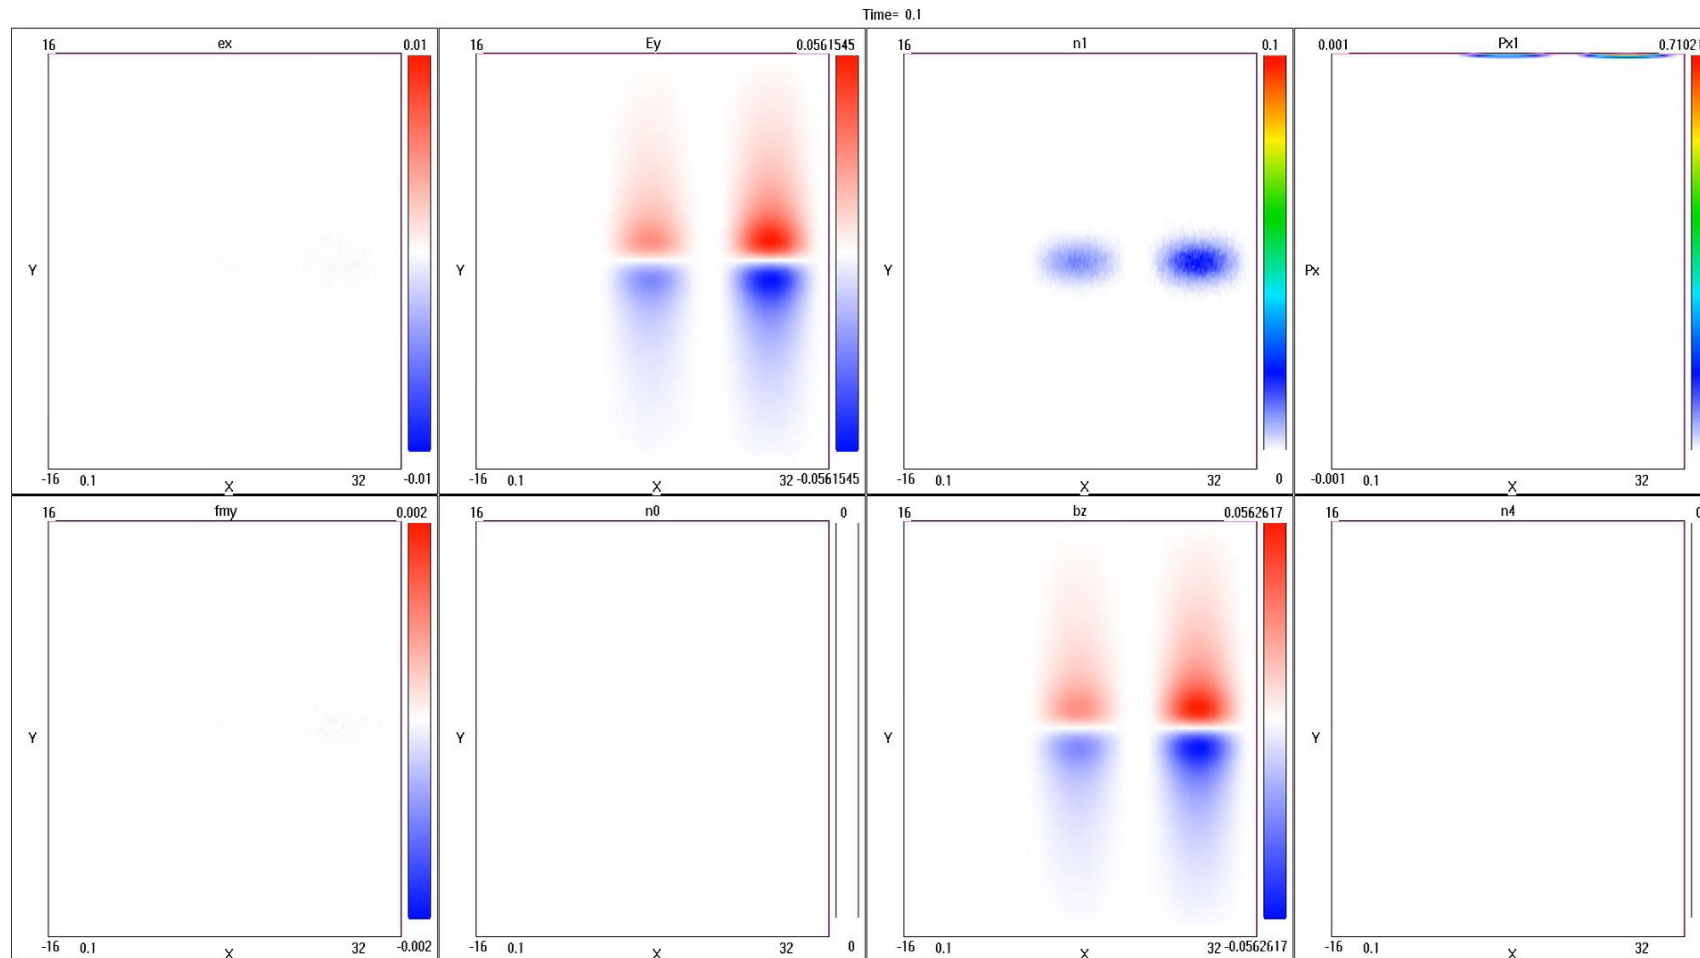 Time= 0.1
16 ex 0.01
Y
-16 0.1 X 32 -0.01
16 Ey 0.0561545
Y
-16 0.1 X 32 -0.0561545
16 n1 0.1
Y
-16 0.1 X 32 0
0.001 Px1 0.71021
Px
-0.001 0.1 X 32
16 fmy 0.002
Y
-16 0.1 X 32 -0.002
16 n0 0
Y
-16 0.1 X 32 0
16 bz 0.0562617
Y
-16 0.1 X 32 -0.0562617
16 n4 0
Y
-16 0.1 X 32